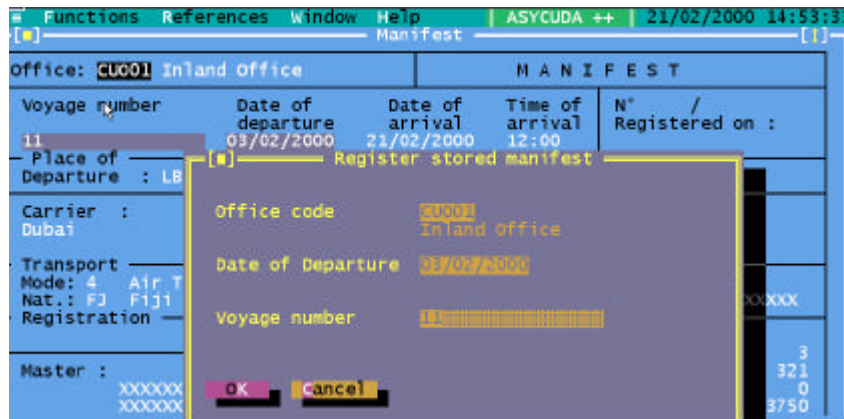 ≡ Functions References Window Help ASYCUDA ++ 21/02/2000 14:53:3
Manifest
Office: CU001 Inland Office M A N I F E S T
Voyage number Date of departure Date of arrival Time of arrival N° / Registered on :
11 03/02/2000 21/02/2000 12:00
Place of
Departure : LB
Carrier :
Dubai
Transport
Mode: 4 Air T
Nat.: FJ Fiji
Registration
XXXX
Master :
XXXXXX
XXXXXX
3
321
0
3750
Register stored manifest
Office code CU001
Inland Office
Date of Departure 03/02/2000
Voyage number 11
OK Cancel